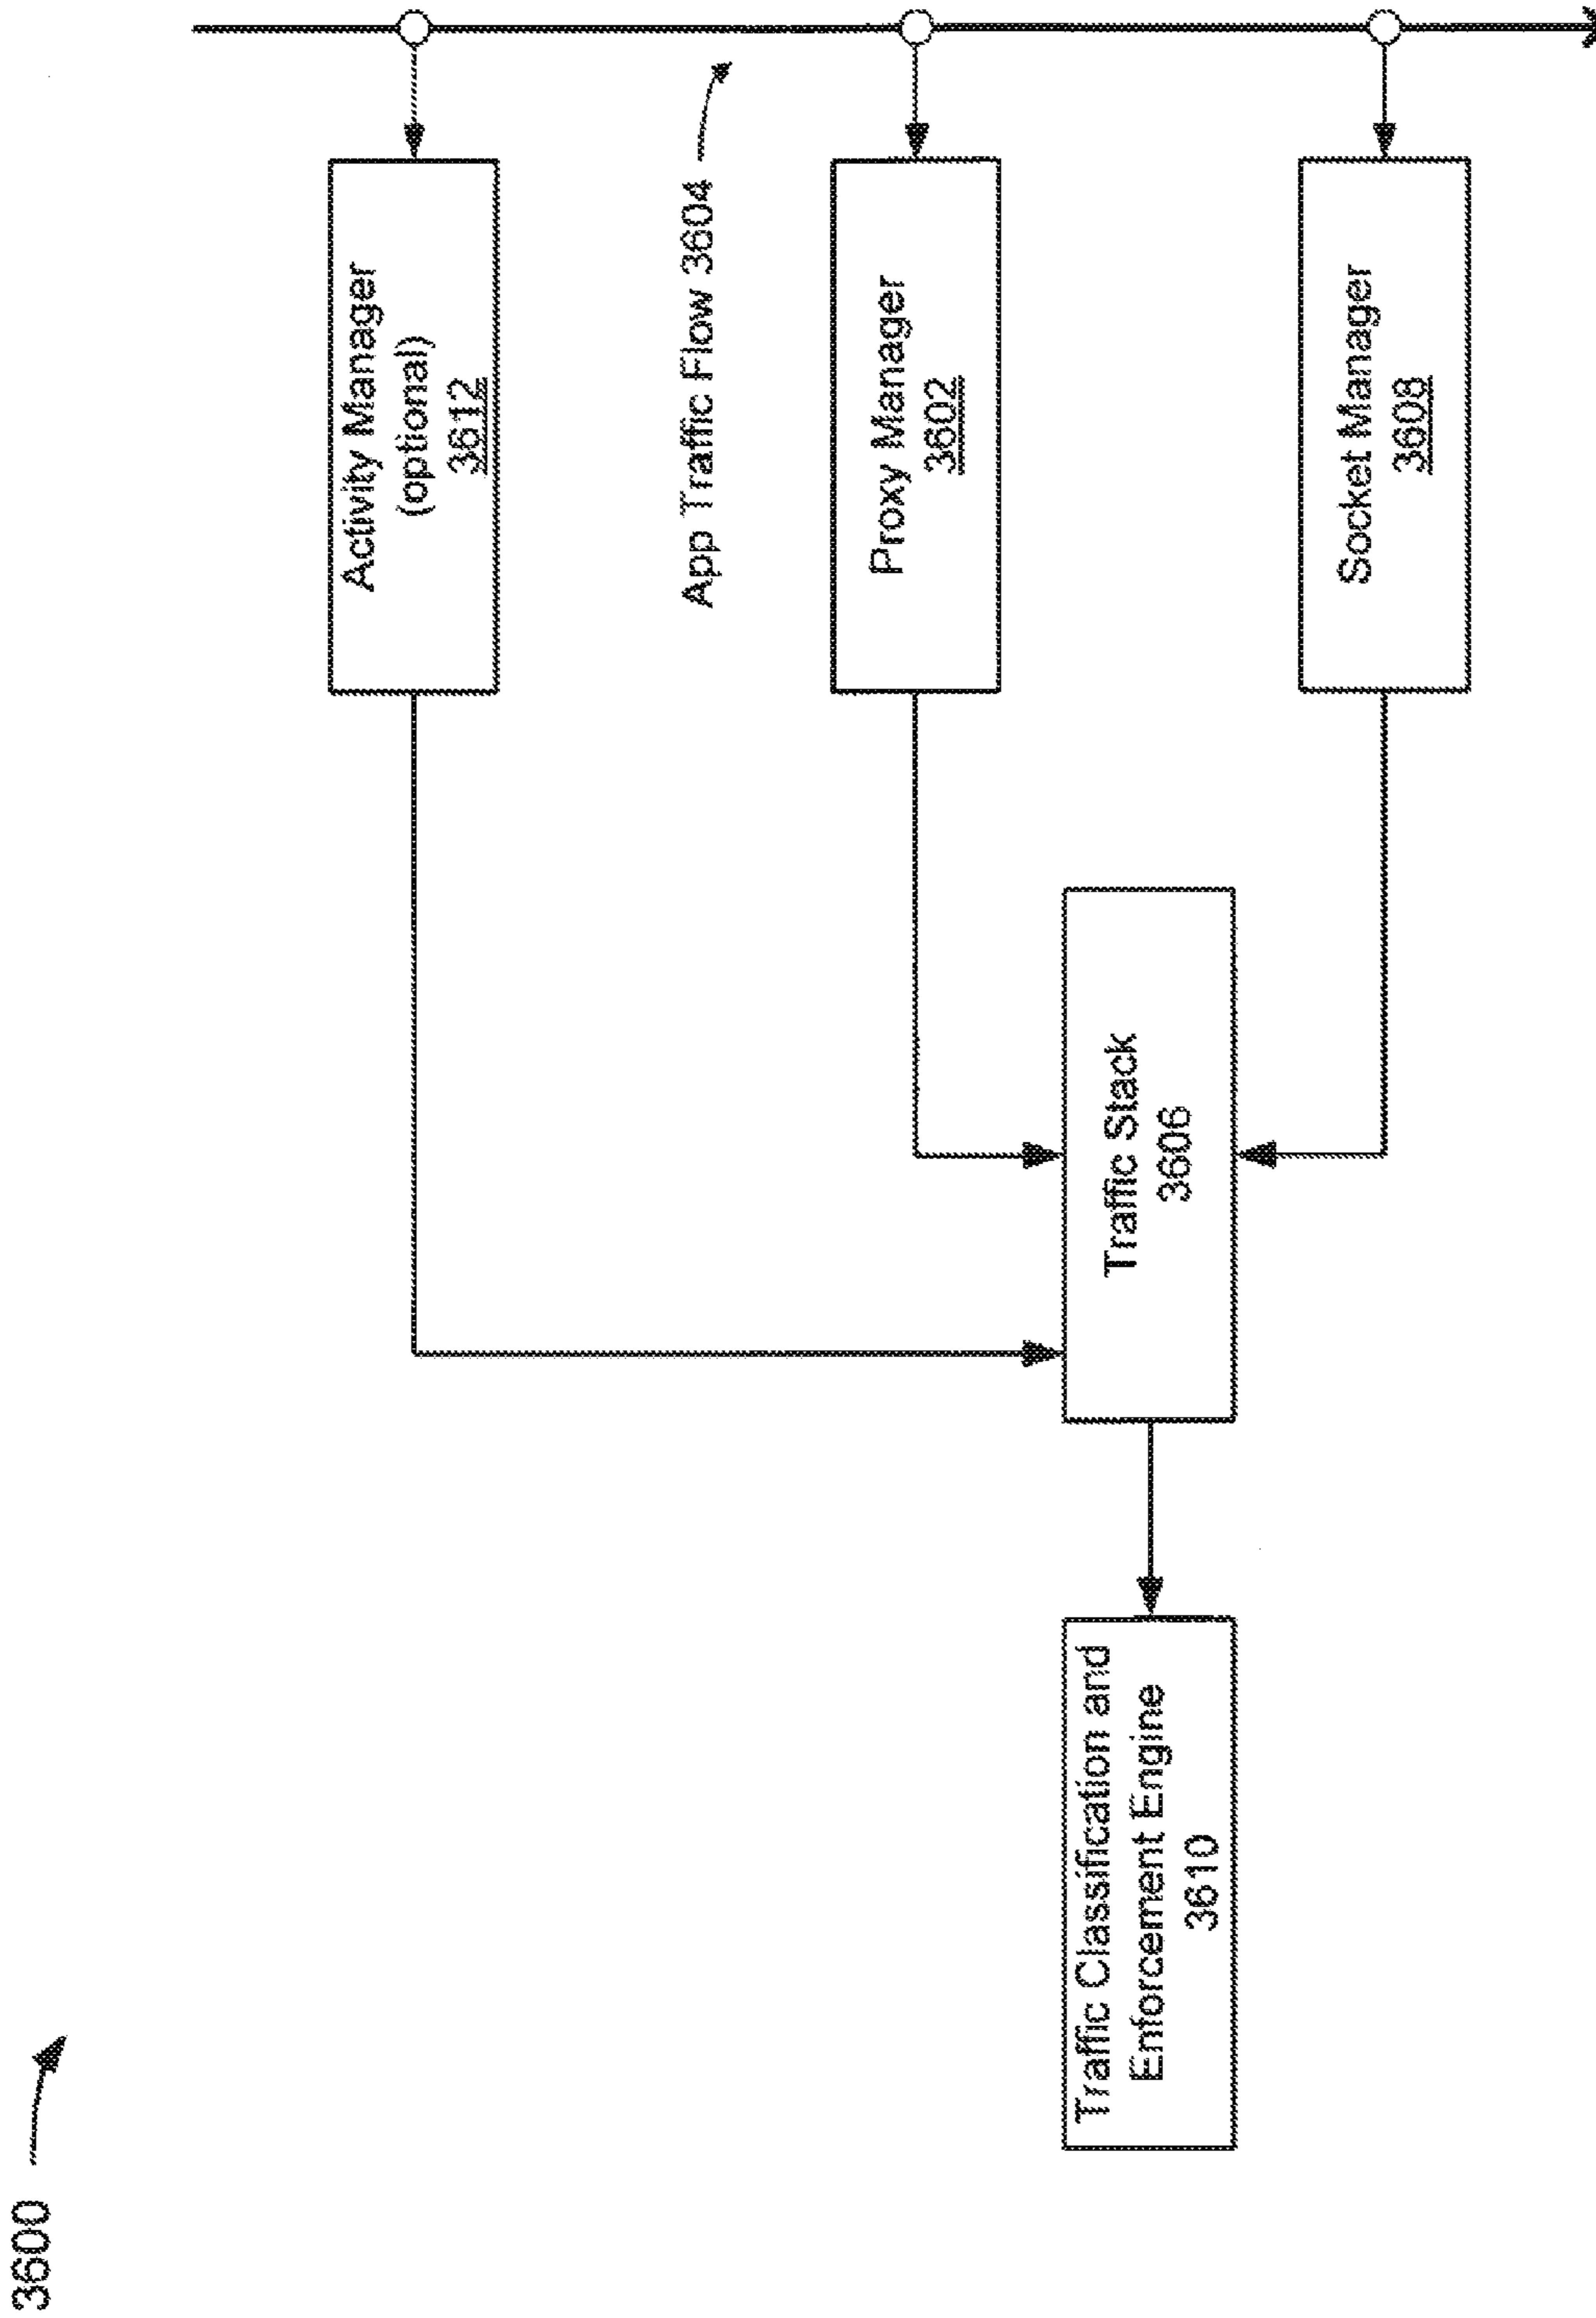 3600
Activity Manager
(optional)
3612
App Traffic Flow 3604
Proxy Manager
3602
Socket Manager
3608
Traffic Stack
3606
Traffic Classification and
Enforcement Engine
3610